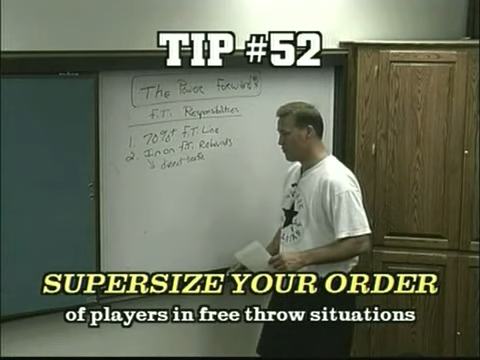 TIP #52
The Power Forward's
F.T. Responsibilities
1. 70%+ F.T. Line
2. In on F.T. Rebounds
SUPERSIZE YOUR ORDER
of players in free throw situations